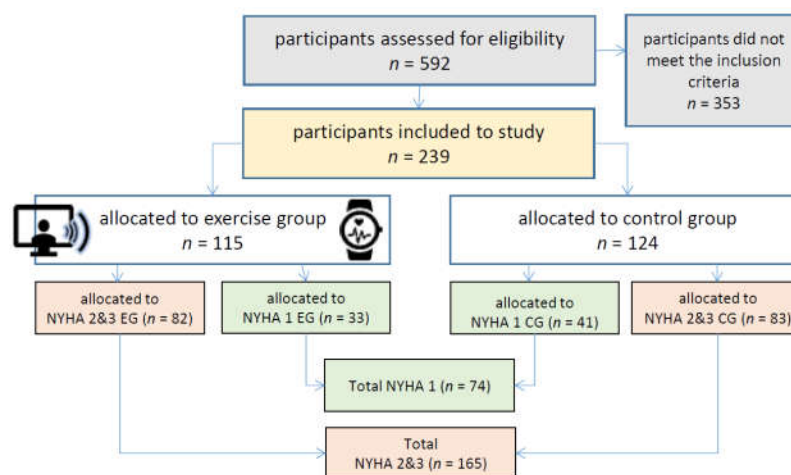 participants assessed for eligibility
n = 592
participants did not
meet the inclusion
criteria
n = 353
participants included to study
n = 239
allocated to exercise group
n = 115
allocated to control group
n = 124
allocated to
NYHA 2&3 EG (n = 82)
allocated to
NYHA 1 EG (n = 33)
allocated to
NYHA 1 CG (n = 41)
allocated to
NYHA 2&3 CG (n = 83)
Total NYHA 1 (n = 74)
Total
NYHA 2&3 (n = 165)